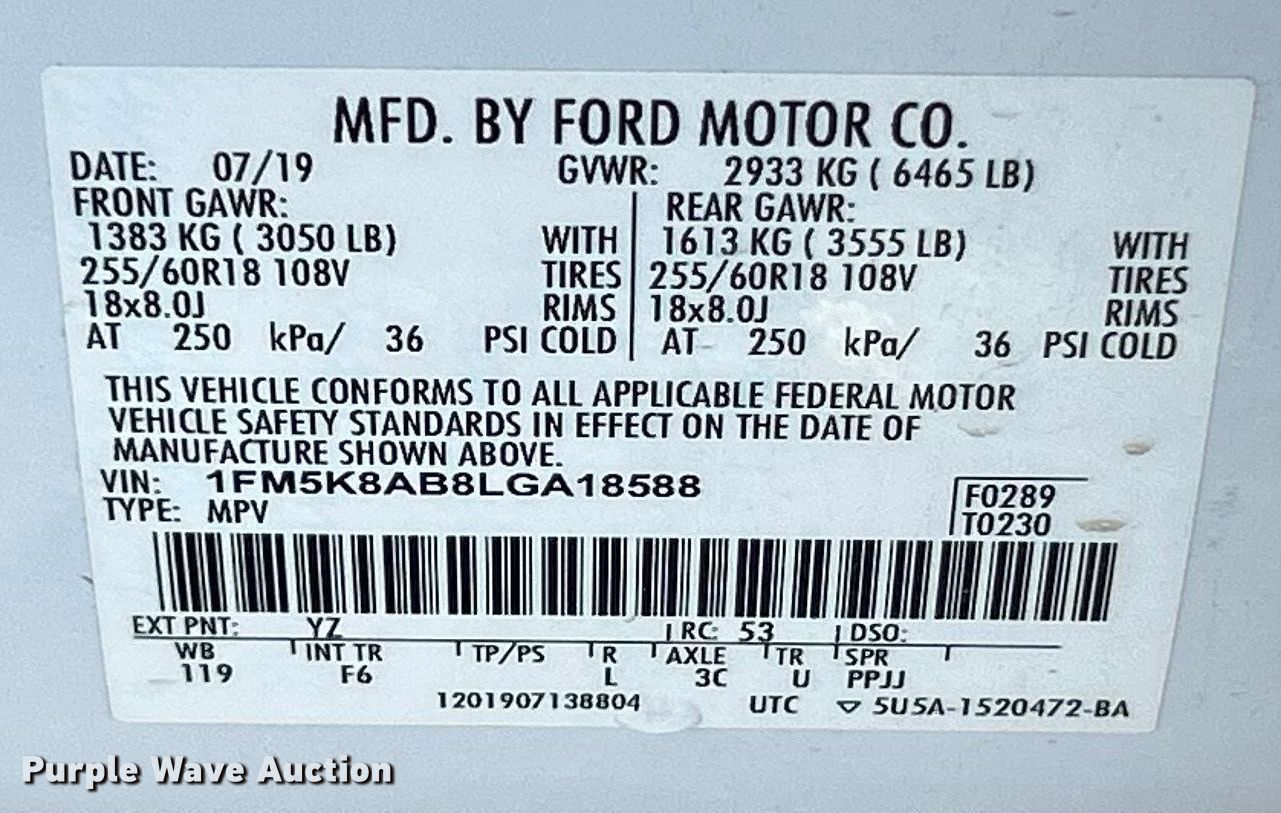 MFD. BY FORD MOTOR CO.
DATE: 07/19 GVWR: 2933 KG ( 6465 LB)
FRONT GAWR: REAR GAWR:
1383 KG ( 3050 LB) WITH 1613 KG ( 3555 LB) WITH
255/60R18 108V TIRES 255/60R18 108V TIRES
18x8.0J RIMS 18x8.0J RIMS
AT 250 kPa/ 36 PSI COLD AT 250 kPa/ 36 PSI COLD
THIS VEHICLE CONFORMS TO ALL APPLICABLE FEDERAL MOTOR
VEHICLE SAFETY STANDARDS IN EFFECT ON THE DATE OF
MANUFACTURE SHOWN ABOVE.
VIN: 1FM5K8AB8LGA18588
TYPE: MPV
F0289
T0230
EXT PNT: YZ RC: 53 DSO:
WB INT TR TP/PS R AXLE TR SPR
119 F6 L 3C U PPJJ
1201907138804 UTC ▽ 5U5A-1520472-BA
Purple Wave Auction